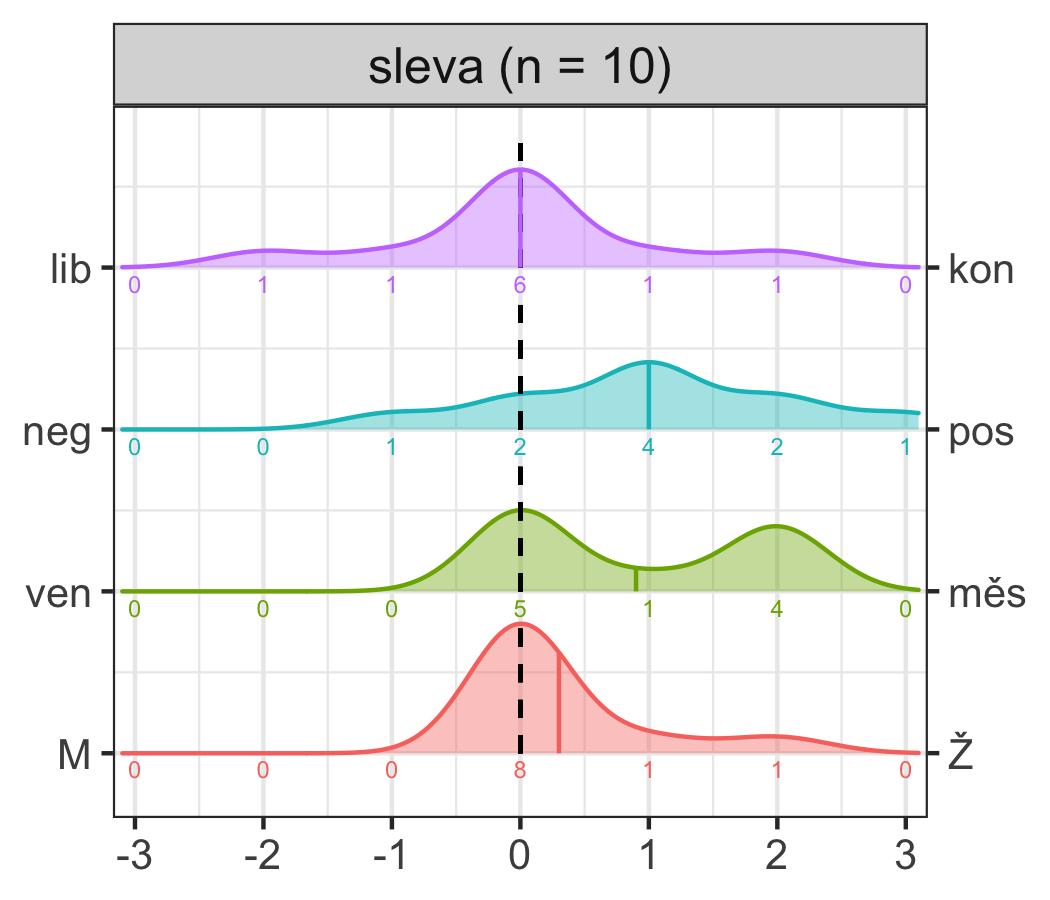 sleva (n = 10)
lib kon
0 1 1 6 1 1 0
neg pos
0 0 1 2 4 2 1
ven měs
0 0 0 5 1 4 0
M Ž
0 0 0 8 1 1 0
-3 -2 -1 0 1 2 3